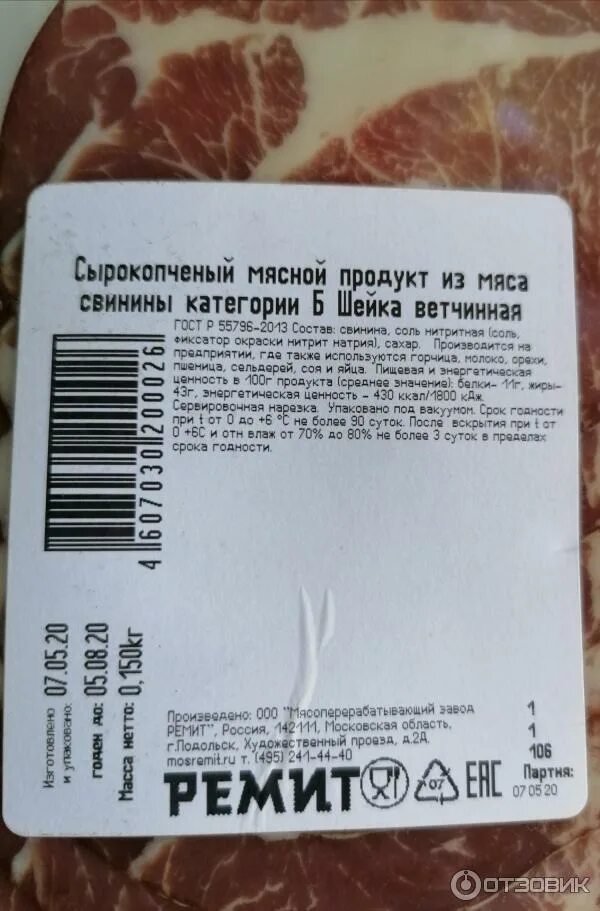 Сырокопченый мясной продукт из мяса
свинины категории Б Шейка ветчинная
ГОСТ Р 55796-2013 Состав: свинина, соль нитритная (соль,
фиксатор окраски нитрит натрия), сахар. Производится на
предприятии, где также используются горчица, молоко, орехи,
пшеница, сельдерей, соя и яйца. Пищевая и энергетическая
ценность в 100г продукта (среднее значение): белки- 11г, жиры-
43г, энергетическая ценность - 430 ккал/1800 кДж.
Сервировочная нарезка. Упаковано под вакуумом. Срок годности
при t от 0 до +6 °С не более 90 суток. После вскрытия при t от
0 +6С и отн влаж от 70% до 80% не более 3 суток в пределах
срока годности.
4607030200026
Изготовлено
и упаковано: 07.05.20
годен до: 05.08.20
Масса нетто: 0,150кг
Произведено: ООО "Мясоперерабатывающий завод
РЕМИТ", Россия, 142111, Московская область,
г.Подольск, Художественный проезд, д.2Д.
mosremit.ru т. (495) 241-44-40
1
1
106
Партия:
07 05 20
РЕМИТ
07
ЕАС
ОТЗОВИК